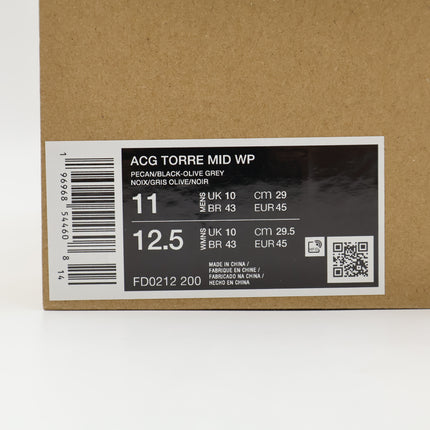 ACG TORRE MID WP
PECAN/BLACK-OLIVE GREY
NOIX/GRIS OLIVE/NOIR
11 MENS UK 10 cm 29
BR 43 EUR 45
12.5 WMNS UK 10 cm 29.5
BR 43 EUR 45
FD0212 200
MADE IN CHINA /
FABRIQUE EN CHINE /
FABRICADO NA CHINA /
HECHO EN CHINA
1 96968 54460 8 14